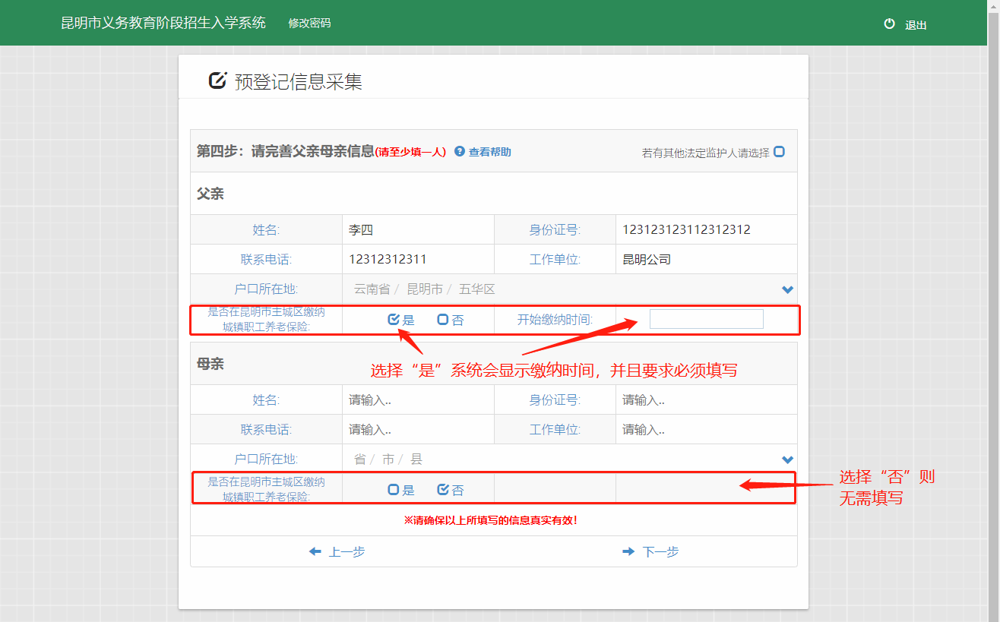 昆明市义务教育阶段招生入学系统 修改密码 退出
预登记信息采集
第四步：请完善父亲母亲信息(请至少填一人) 查看帮助 若有其他法定监护人请选择
父亲
姓名: 李四 身份证号: 123123123112312312
联系电话: 12312312311 工作单位: 昆明公司
户口所在地: 云南省 / 昆明市 / 五华区
是否在昆明市主城区缴纳
城镇职工养老保险: 是 否 开始缴纳时间:
母亲
选择“是”系统会显示缴纳时间，并且要求必须填写
姓名: 请输入.. 身份证号: 请输入..
联系电话: 请输入.. 工作单位: 请输入..
户口所在地: 省 / 市 / 县
是否在昆明市主城区缴纳
城镇职工养老保险: 是 否
选择“否”则
无需填写
※请确保以上所填写的信息真实有效!
上一步 下一步